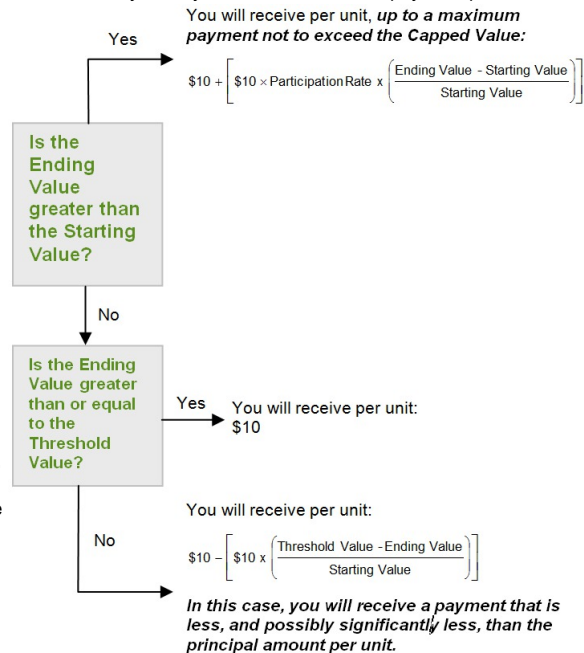 You will receive per unit, up to a maximum
Yes
payment not to exceed the Capped Value:
$10 + [$10 × Participation Rate x (Ending Value - Starting Value / Starting Value)]
Is the
Ending
Value
greater than
the Starting
Value?
No
Is the Ending
Value greater
than or equal
to the
Threshold
Value?
Yes
You will receive per unit:
$10
You will receive per unit:
No
$10 – [$10 x (Threshold Value - Ending Value / Starting Value)]
In this case, you will receive a payment that is
less, and possibly significantly less, than the
principal amount per unit.